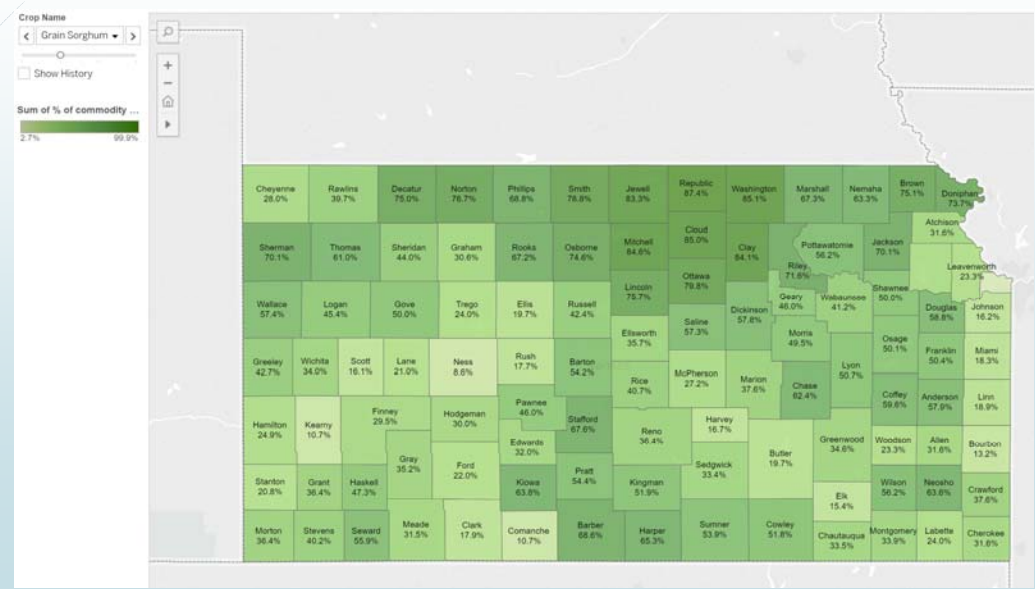 Crop Name
Grain Sorghum
Show History
Sum of % of commodity ...
2.7% 99.9%
Cheyenne
28.0%
Rawlins
39.7%
Decatur
75.0%
Norton
76.7%
Phillips
68.8%
Smith
76.8%
Jewell
83.3%
Republic
87.4%
Washington
85.1%
Marshall
67.3%
Nemaha
63.3%
Brown
75.1%
Doniphan
73.7%
Atchison
31.6%
Sherman
70.1%
Thomas
61.0%
Sheridan
44.0%
Graham
30.6%
Rooks
67.2%
Osborne
74.6%
Mitchell
84.6%
Cloud
85.0%
Clay
84.1%
Riley
71.6%
Pottawatomie
56.2%
Jackson
70.1%
Leavenworth
23.3%
Wallace
57.4%
Logan
45.4%
Gove
50.0%
Trego
24.0%
Ellis
19.7%
Russell
42.4%
Lincoln
75.7%
Ottawa
79.8%
Dickinson
57.8%
Geary
46.0%
Wabaunsee
41.2%
Shawnee
50.0%
Douglas
58.8%
Johnson
16.2%
Ellsworth
35.7%
Saline
57.3%
Morris
49.5%
Osage
50.1%
Franklin
50.4%
Miami
18.3%
Greeley
42.7%
Wichita
34.0%
Scott
16.1%
Lane
21.0%
Ness
8.6%
Rush
17.7%
Barton
54.2%
Rice
40.7%
McPherson
27.2%
Marion
37.6%
Chase
62.4%
Lyon
50.7%
Coffey
59.6%
Anderson
57.9%
Linn
18.9%
Hamilton
24.9%
Kearny
10.7%
Finney
29.5%
Hodgeman
30.0%
Pawnee
46.0%
Stafford
67.6%
Reno
36.4%
Harvey
16.7%
Butler
19.7%
Greenwood
34.6%
Woodson
23.3%
Allen
31.6%
Bourbon
13.2%
Gray
35.2%
Ford
22.0%
Edwards
32.0%
Sedgwick
33.4%
Stanton
20.8%
Grant
36.4%
Haskell
47.3%
Kiowa
63.8%
Pratt
54.4%
Kingman
51.9%
Elk
15.4%
Wilson
56.2%
Neosho
63.6%
Crawford
37.6%
Morton
36.4%
Stevens
40.2%
Seward
55.9%
Meade
31.5%
Clark
17.9%
Comanche
10.7%
Barber
68.6%
Harper
65.3%
Sumner
53.9%
Cowley
51.8%
Chautauqua
33.5%
Montgomery
33.9%
Labette
24.0%
Cherokee
31.6%